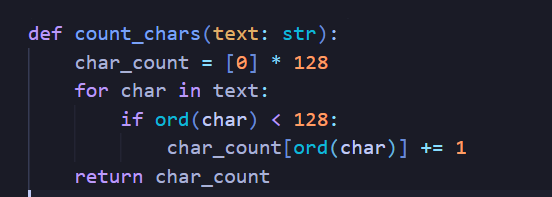 def count_chars(text: str):
    char_count = [0] * 128
    for char in text:
        if ord(char) < 128:
            char_count[ord(char)] += 1
    return char_count